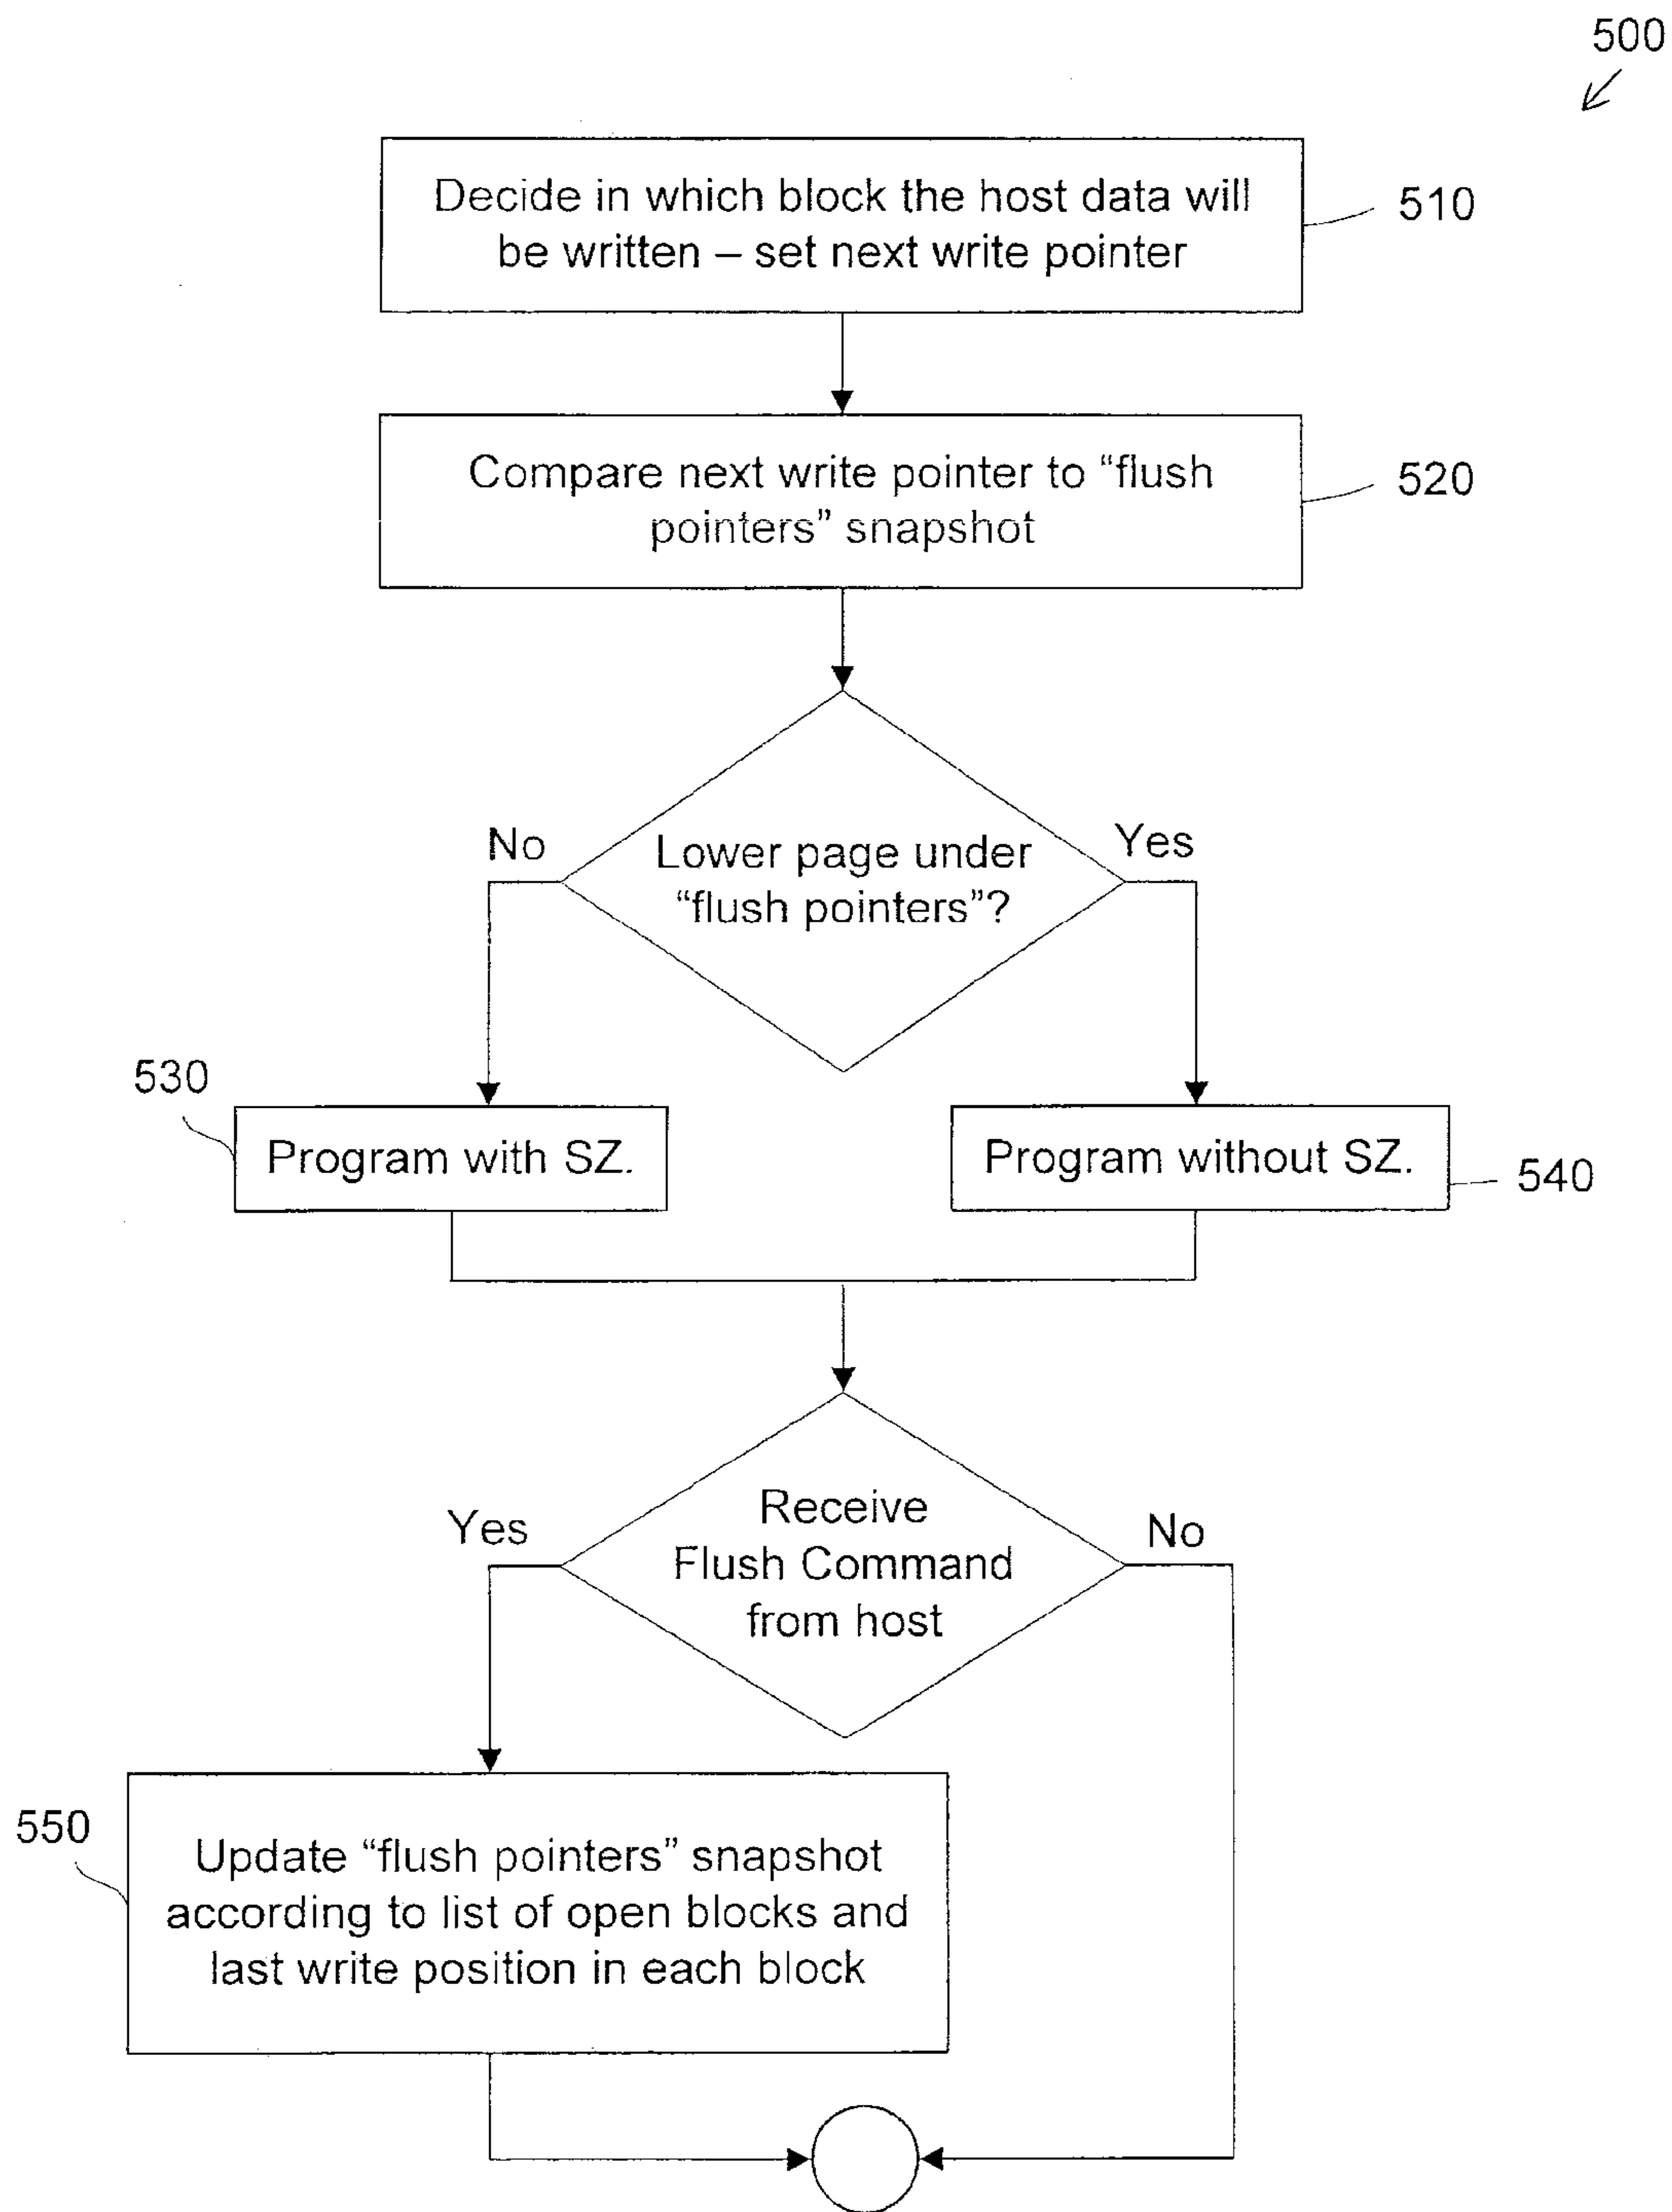 500
Decide in which block the host data will
be written – set next write pointer
510
Compare next write pointer to “flush
pointers” snapshot
520
No
Lower page under
“flush pointers”?
Yes
530
Program with SZ.
Program without SZ.
540
Yes
Receive
Flush Command
from host
No
550
Update “flush pointers” snapshot
according to list of open blocks and
last write position in each block